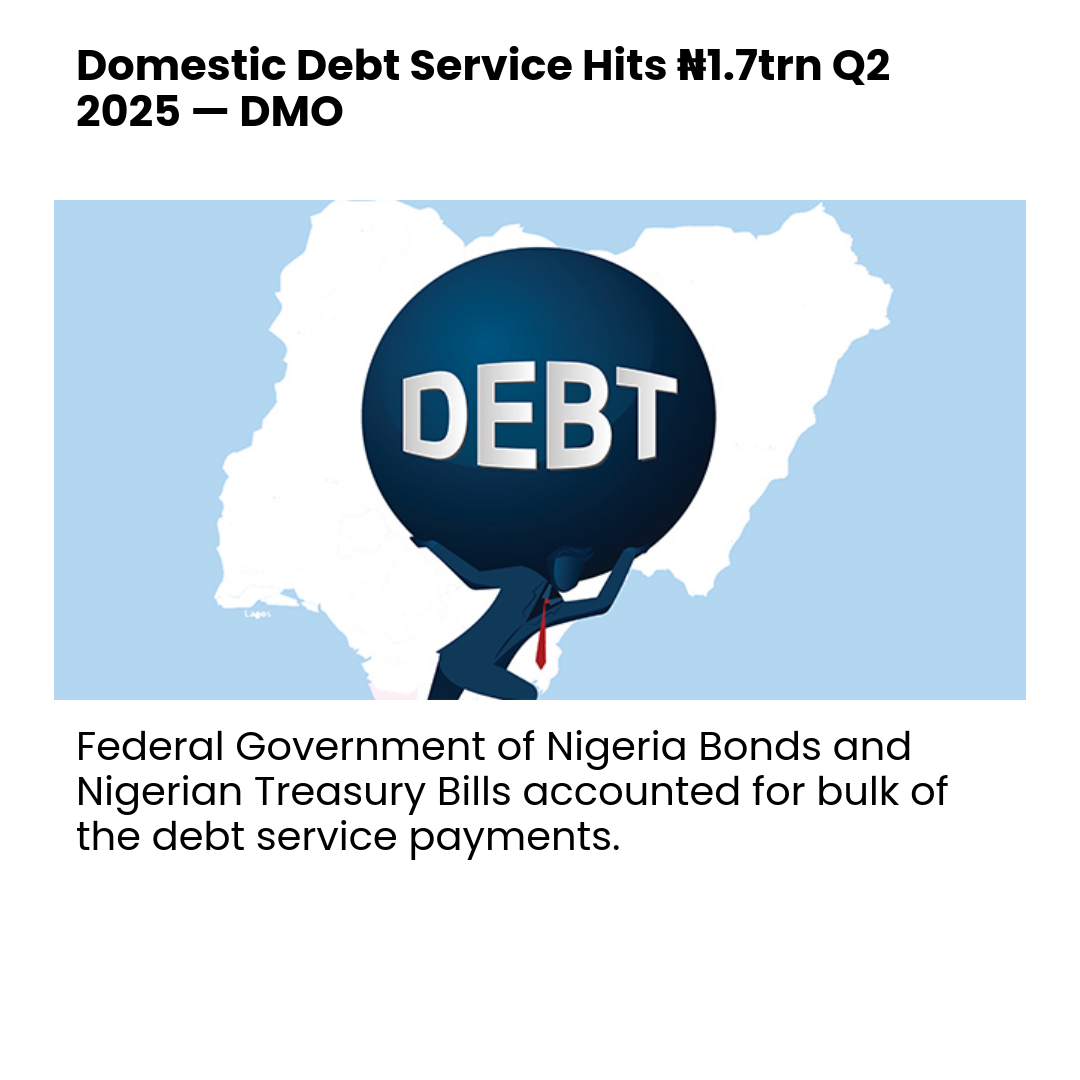 Domestic Debt Service Hits ₦1.7trn Q2
2025 — DMO
DEBT
Lagos
Federal Government of Nigeria Bonds and
Nigerian Treasury Bills accounted for bulk of
the debt service payments.